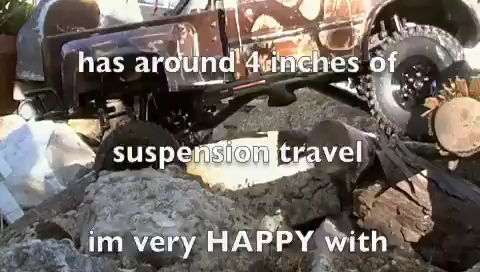 has around 4 inches of
suspension travel
im very HAPPY with